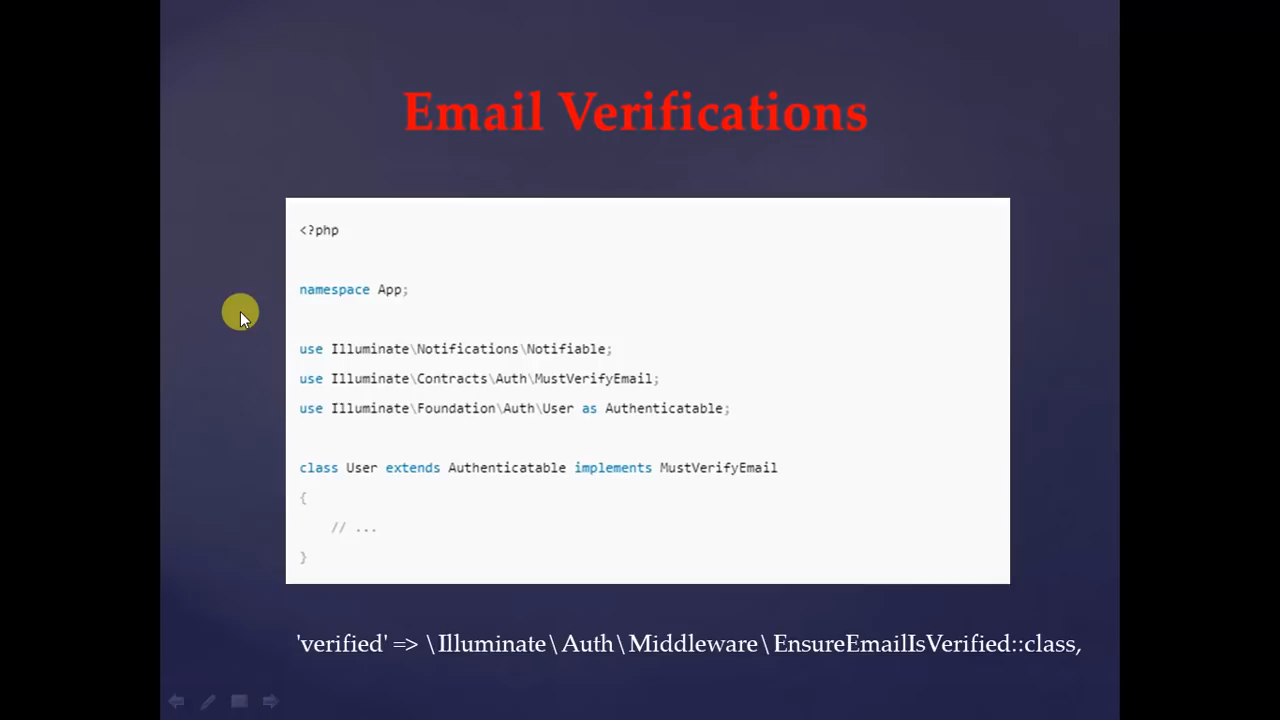 Email Verifications
<?php
namespace App;
use Illuminate\Notifications\Notifiable;
use Illuminate\Contracts\Auth\MustVerifyEmail;
use Illuminate\Foundation\Auth\User as Authenticatable;
class User extends Authenticatable implements MustVerifyEmail
{
// ...
}
'verified' => \Illuminate\Auth\Middleware\EnsureEmailIsVerified::class,